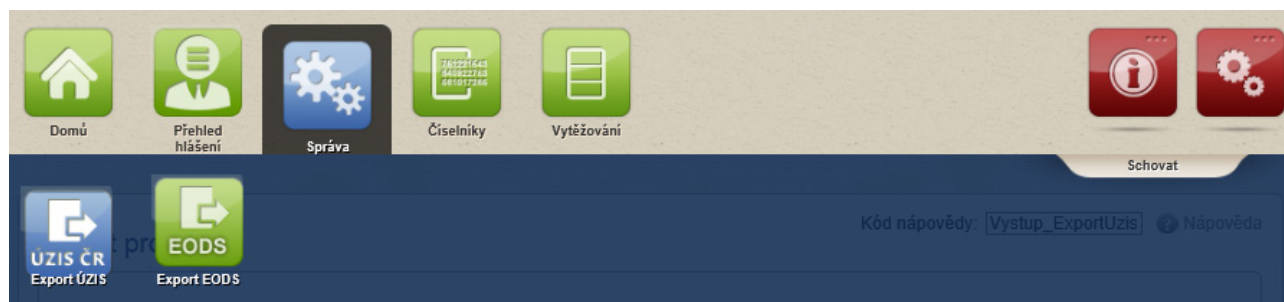 Domů
Přehled
hlášení
Správa
Číselníky
Vytěžování
Schovat
Kód nápovědy: Vystup_ExportUzis Nápověda
ÚZIS ČR
Export ÚZIS
EODS
Export EODS